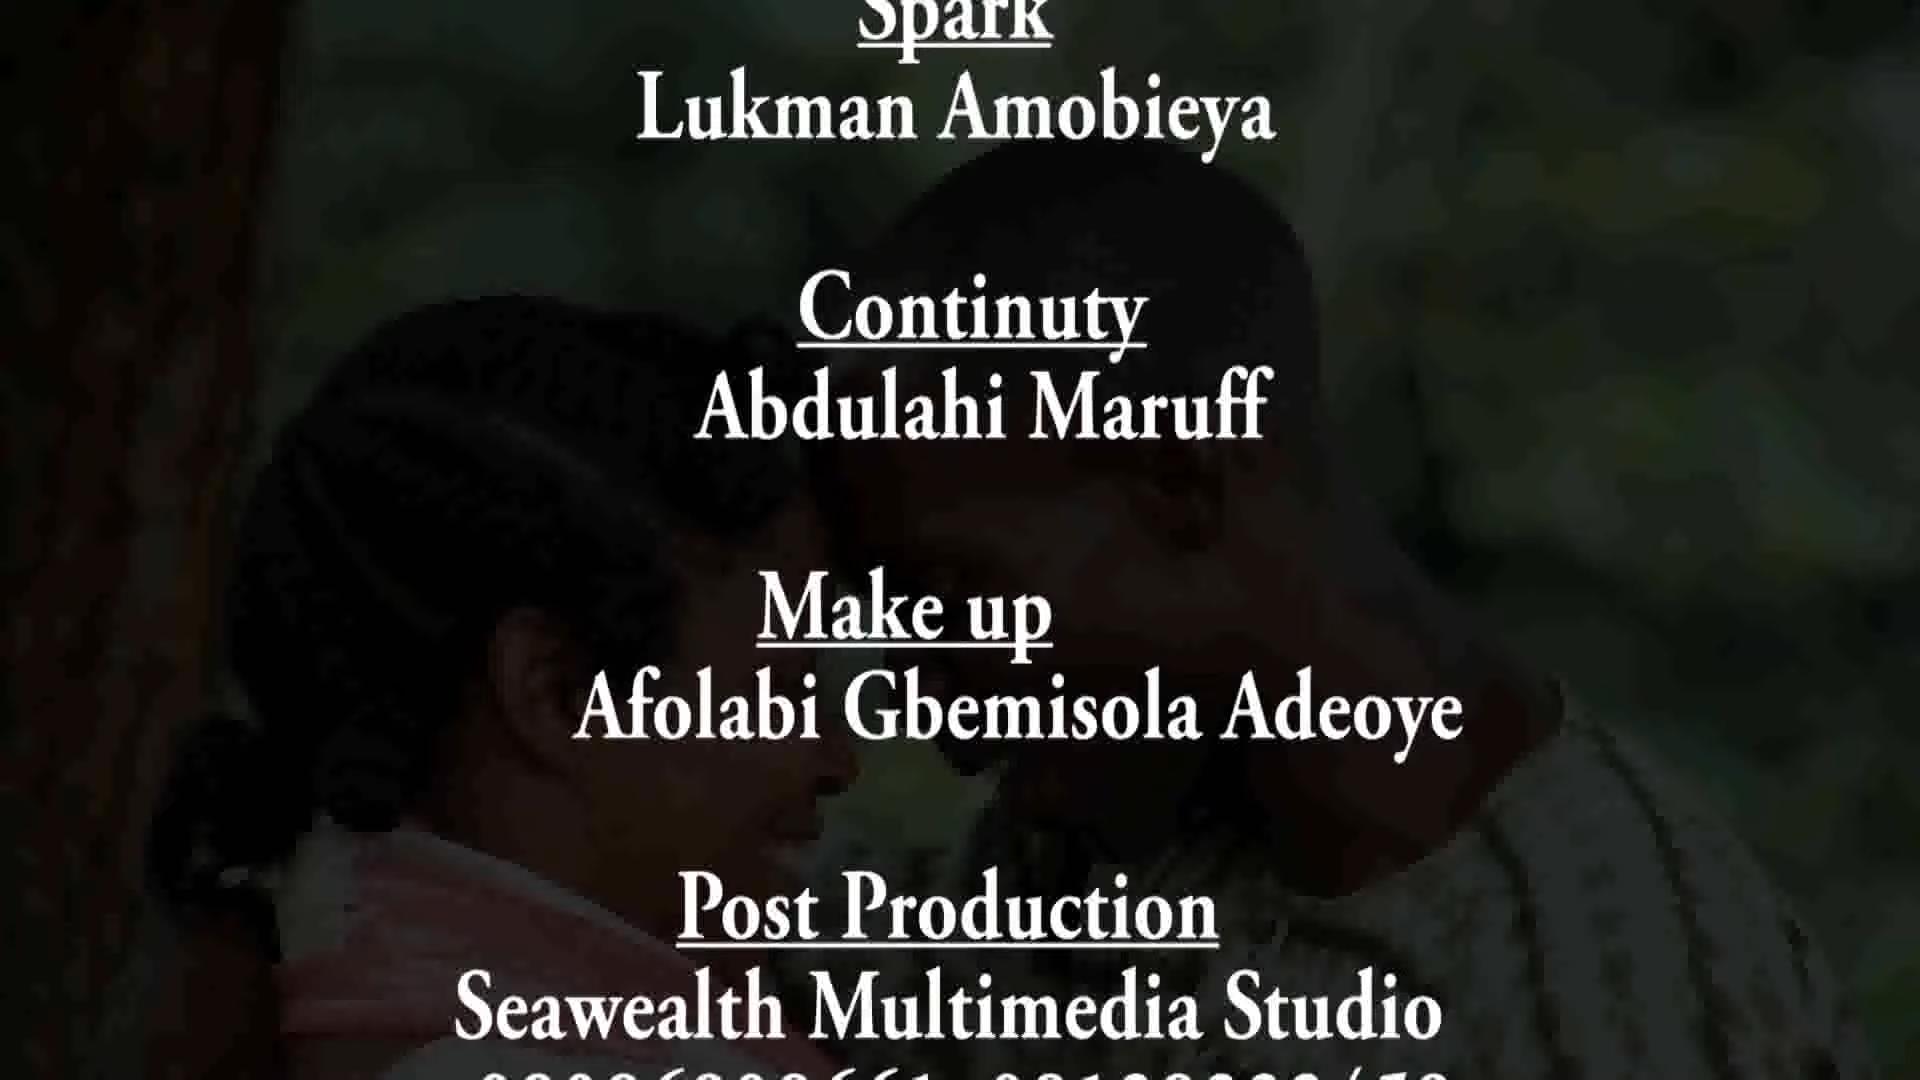 Spark
Lukman Amobieya
Continuty
Abdulahi Maruff
Make up
Afolabi Gbemisola Adeoye
Post Production
Seawealth Multimedia Studio